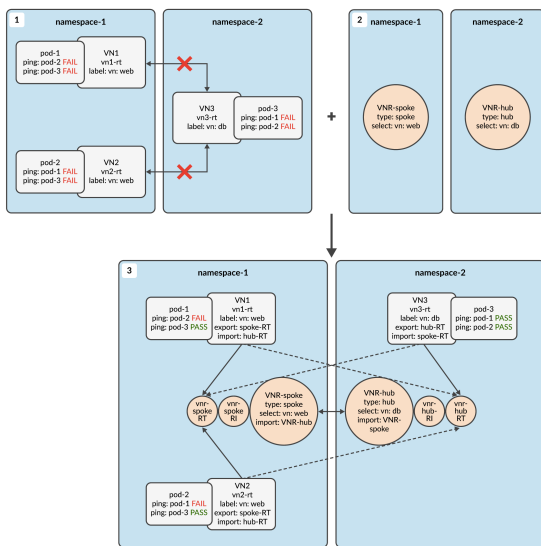 1
namespace-1
namespace-2
pod-1
ping: pod-2 FAIL
ping: pod-3 FAIL
VN1
vn1-rt
label: vn: web
VN3
vn3-rt
label: vn: db
pod-3
ping: pod-1 FAIL
ping: pod-2 FAIL
pod-2
ping: pod-1 FAIL
ping: pod-3 FAIL
VN2
vn2-rt
label: vn: web
+
2
namespace-1
namespace-2
VNR-spoke
type: spoke
select: vn: web
VNR-hub
type: hub
select: vn: db
3
namespace-1
namespace-2
pod-1
ping: pod-2 FAIL
ping: pod-3 PASS
VN1
vn1-rt
label: vn: web
export: spoke-RT
import: hub-RT
VN3
vn3-rt
label: vn: db
export: hub-RT
import: spoke-RT
pod-3
ping: pod-1 PASS
ping: pod-2 PASS
vnr-
spoke
RT
vnr-
spoke
RI
VNR-spoke
type: spoke
select: vn: web
import: VNR-hub
VNR-hub
type: hub
select: vn: db
import: VNR-
spoke
vnr-
hub-
RI
vnr-
hub
RT
pod-2
ping: pod-1 FAIL
ping: pod-3 PASS
VN2
vn2-rt
label: vn: web
export: spoke-RT
import: hub-RT